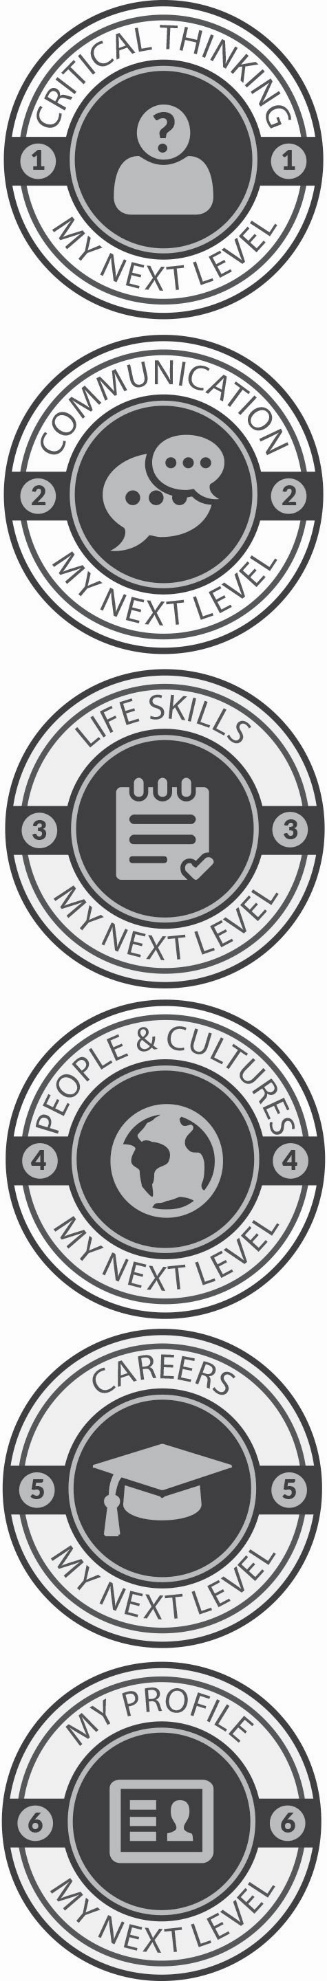 CRITICAL THINKING
?
1 1
MY NEXT LEVEL
COMMUNICATION
2 2
MY NEXT LEVEL
LIFE SKILLS
3 3
MY NEXT LEVEL
PEOPLE & CULTURES
4 4
MY NEXT LEVEL
CAREERS
5 5
MY NEXT LEVEL
MY PROFILE
6 6
MY NEXT LEVEL